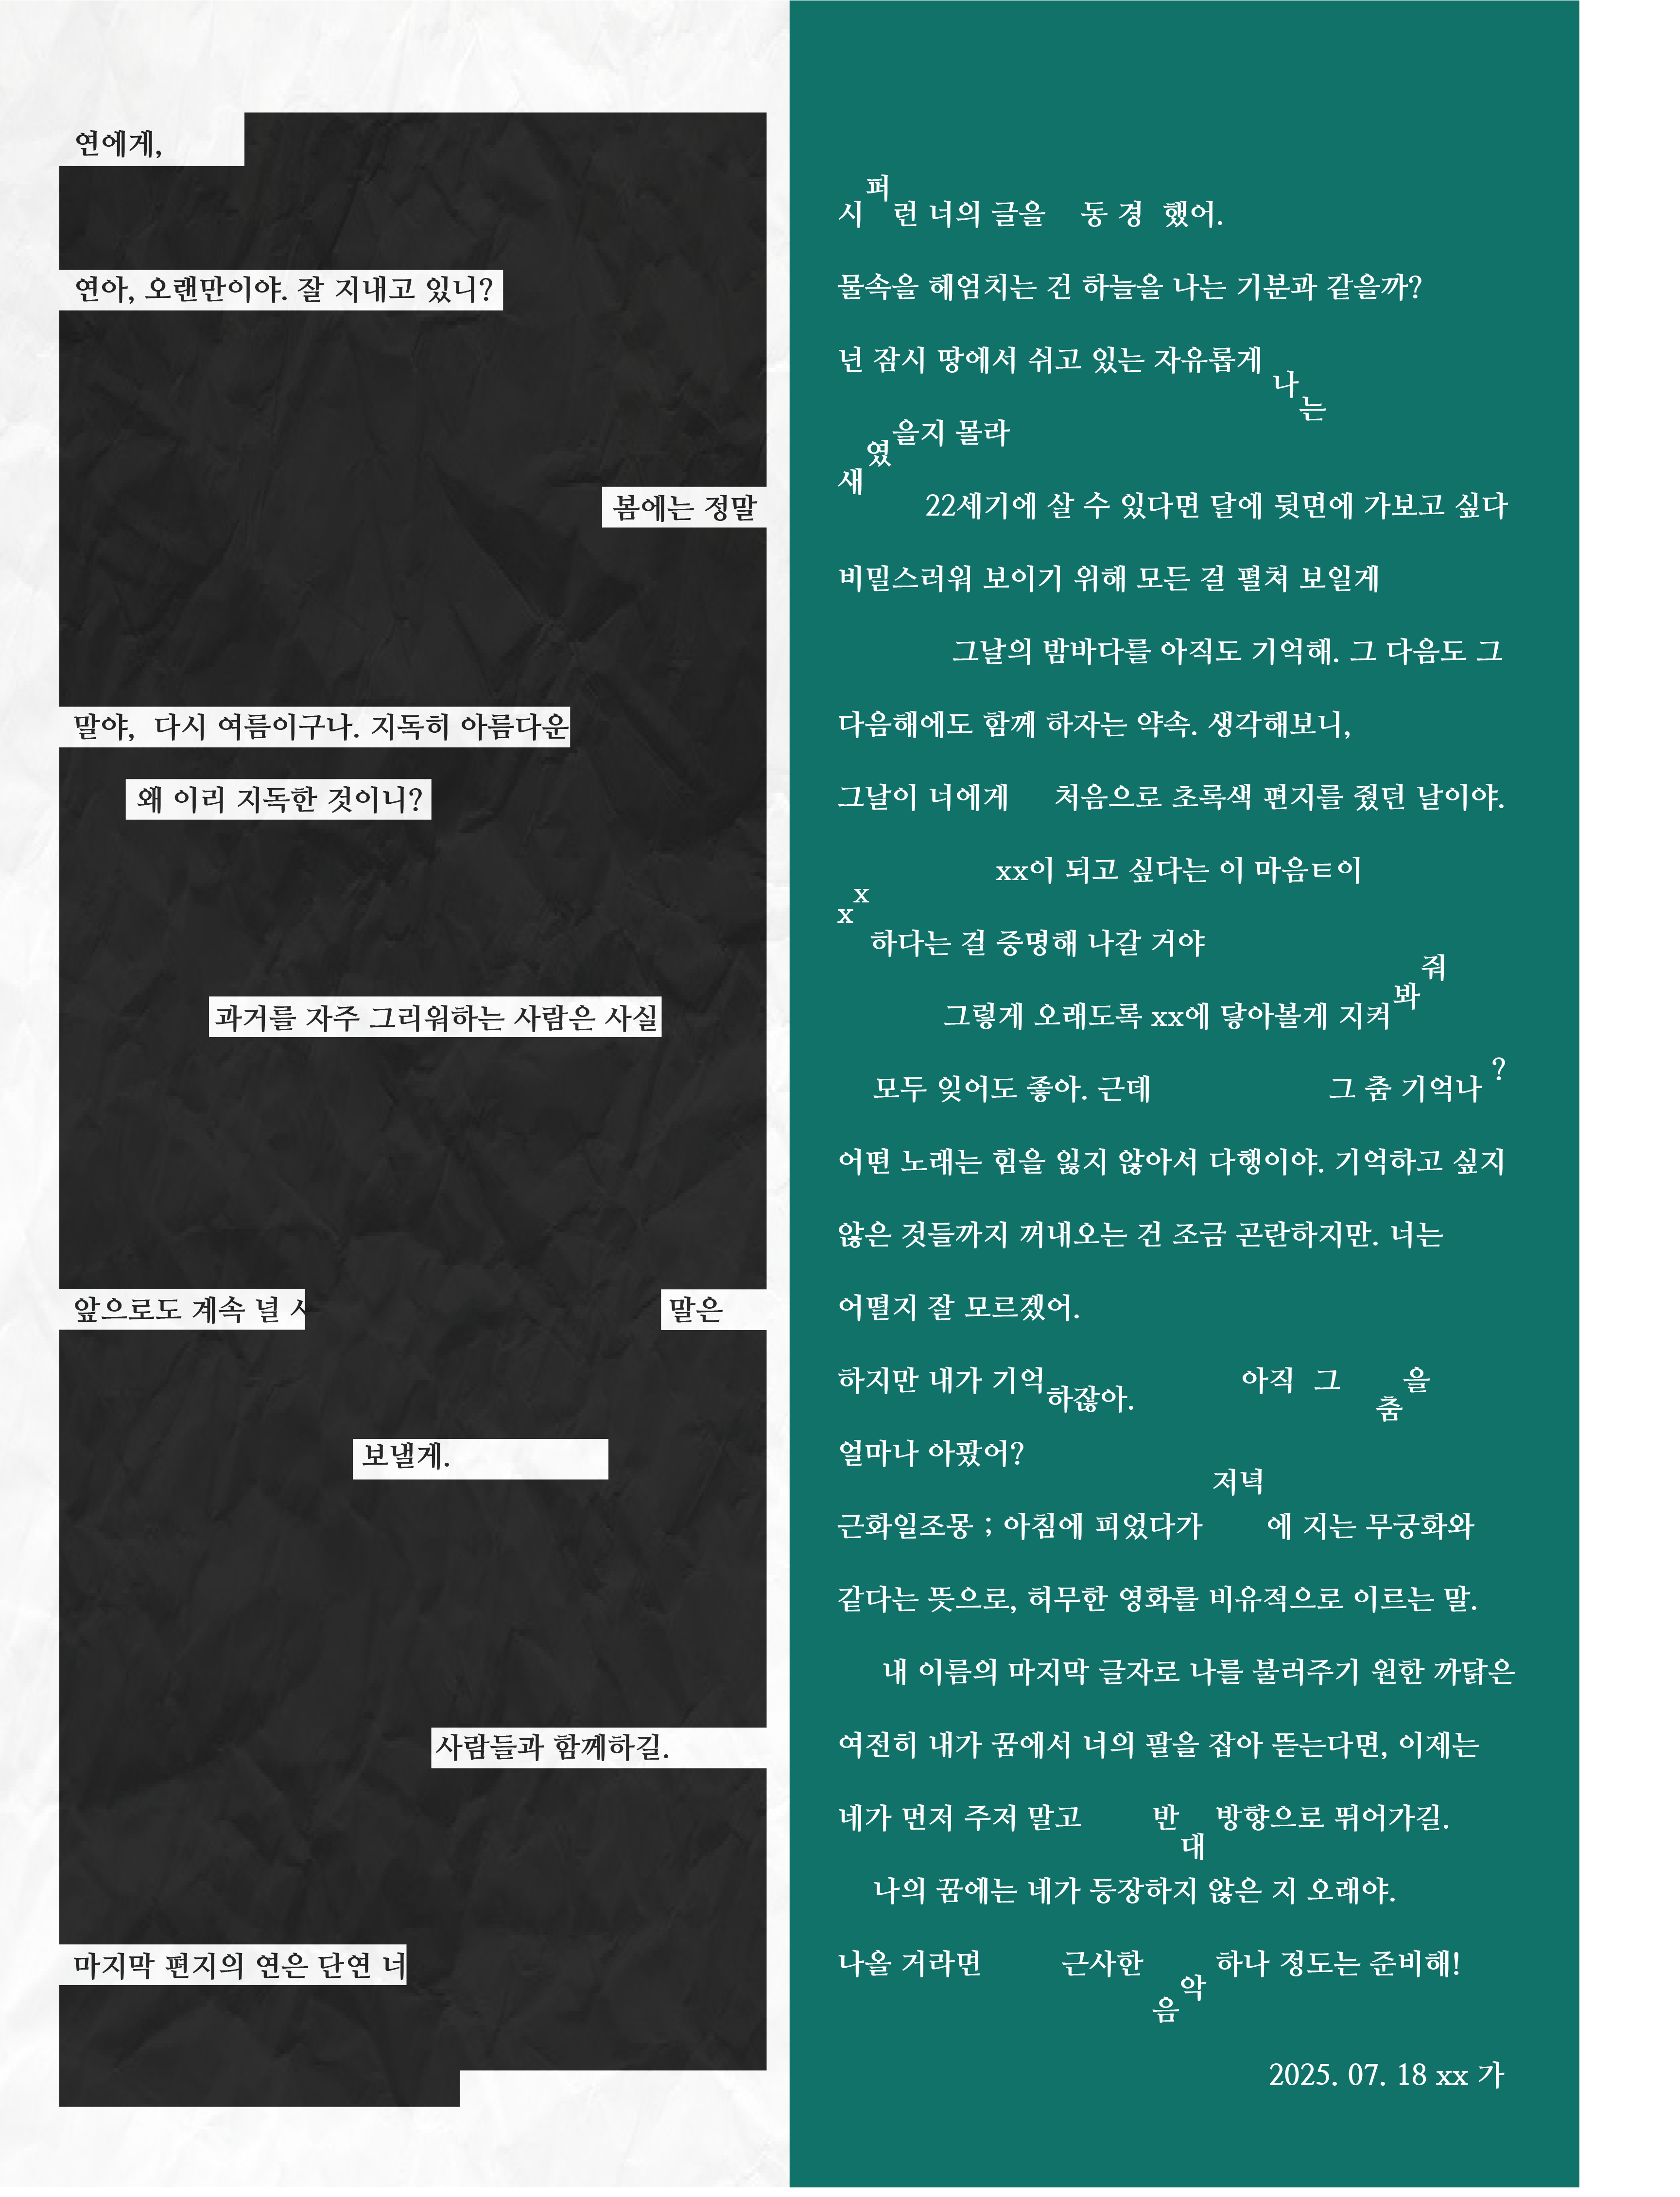 연에게,
연아, 오랜만이야. 잘 지내고 있니?
봄에는 정말
말야, 다시 여름이구나. 지독히 아름다운
왜 이리 지독한 것이니?
과거를 자주 그리워하는 사람은 사실
앞으로도 계속 널 말은
보낼게.
사람들과 함께하길.
마지막 편지의 연은 단연 너
시퍼런 너의 글을 동 경 했어.
물속을 헤엄치는 건 하늘을 나는 기분과 같을까?
넌 잠시 땅에서 쉬고 있는 자유롭게 나는
새였을지 몰라
22세기에 살 수 있다면 달에 뒷면에 가보고 싶다
비밀스러워 보이기 위해 모든 걸 펼쳐 보일게
그날의 밤바다를 아직도 기억해. 그 다음도 그
다음해에도 함께 하자는 약속. 생각해보니,
그날이 너에게 처음으로 초록색 편지를 줬던 날이야.
xx이 되고 싶다는 이 마음ㅌ이
xx하다는 걸 증명해 나갈 거야
그렇게 오래도록 xx에 닿아볼게 지켜봐줘
모두 잊어도 좋아. 근데 그 춤 기억나?
어떤 노래는 힘을 잃지 않아서 다행이야. 기억하고 싶지
않은 것들까지 꺼내오는 건 조금 곤란하지만. 너는
어떨지 잘 모르겠어.
하지만 내가 기억하잖아. 아직 그 춤을
얼마나 아팠어?
근화일조몽 ; 아침에 피었다가 저녁에 지는 무궁화와
같다는 뜻으로, 허무한 영화를 비유적으로 이르는 말.
내 이름의 마지막 글자로 나를 불러주기 원한 까닭은
여전히 내가 꿈에서 너의 팔을 잡아 뜯는다면, 이제는
네가 먼저 주저 말고 반대 방향으로 뛰어가길.
나의 꿈에는 네가 등장하지 않은 지 오래야.
나올 거라면 근사한 음악 하나 정도는 준비해!
2025. 07. 18 xx 가